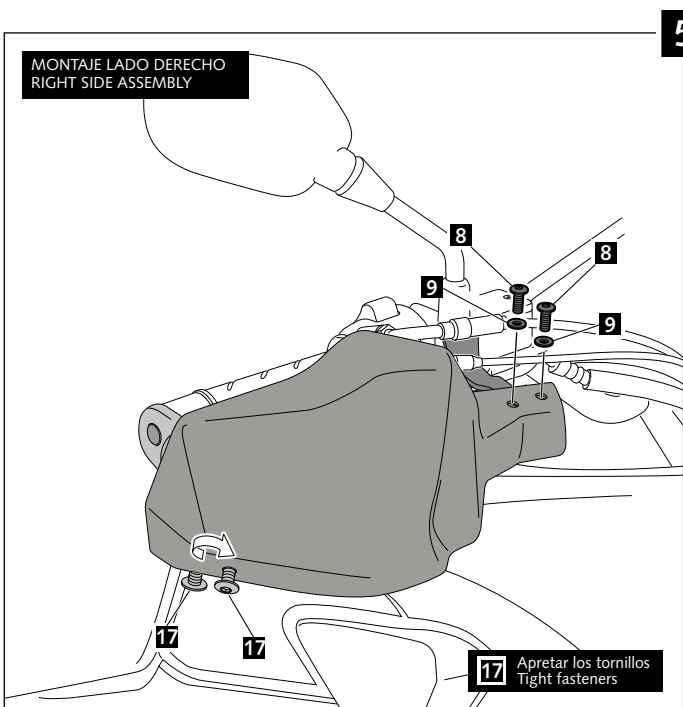 5
MONTAJE LADO DERECHO
RIGHT SIDE ASSEMBLY
8
8
9
9
17
17
17 Apretar los tornillos
Tight fasteners